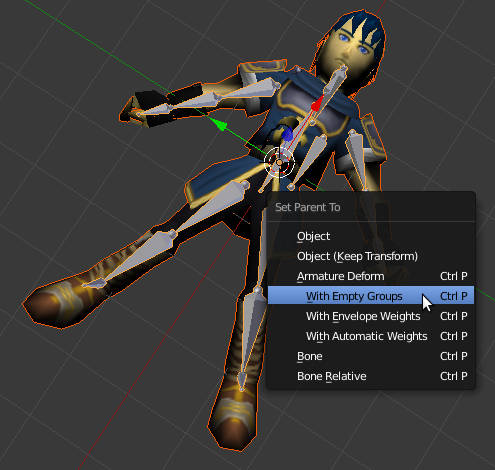 Set Parent To
Object
Object (Keep Transform)
Armature Deform Ctrl P
With Empty Groups Ctrl P
With Envelope Weights Ctrl P
With Automatic Weights Ctrl P
Bone Ctrl P
Bone Relative Ctrl P